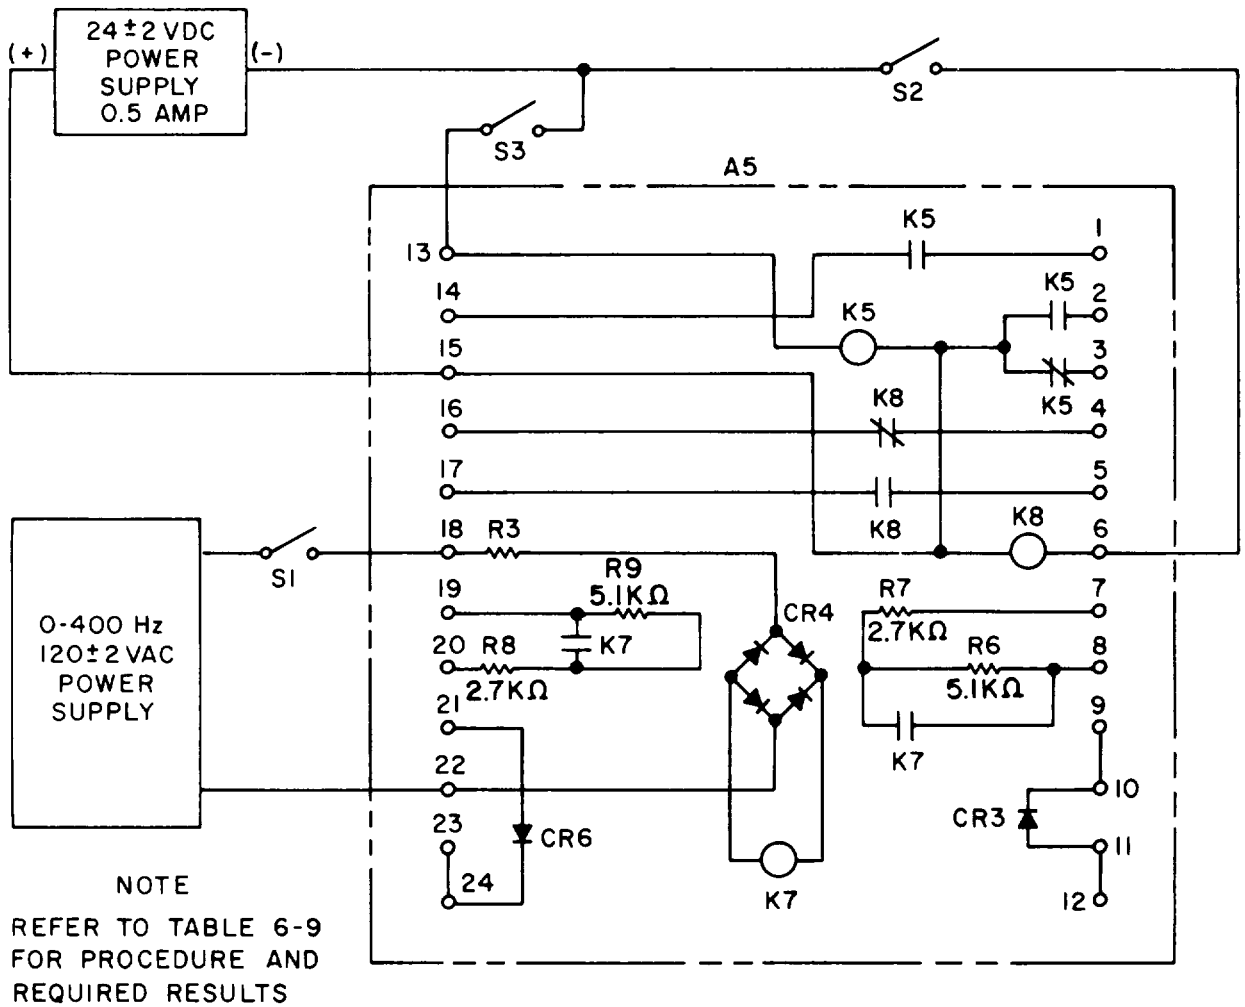 (+)
24±2 VDC
POWER
SUPPLY
0.5 AMP
(-)
S2
S3
A5
K5
1
13
14
K5
K5
2
15
3
K5
16
K8
4
17
5
K8
K8
18
R3
6
S1
19
R9
5.1KΩ
CR4
R7
7
2.7KΩ
0-400 Hz
120±2 VAC
POWER
SUPPLY
20
R8
2.7KΩ
K7
R6
5.1KΩ
8
21
9
K7
22
10
23
CR6
CR3
11
24
K7
12
NOTE
REFER TO TABLE 6-9
FOR PROCEDURE AND
REQUIRED RESULTS